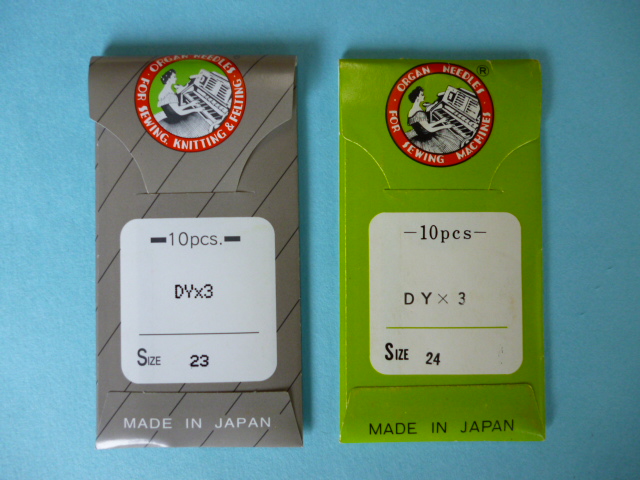 · ORGAN NEEDLES ·
FOR SEWING, KNITTING & FELTING
10pcs.
DYx3
SIZE 23
MADE IN JAPAN
· ORGAN NEEDLES · ®
FOR SEWING MACHINES
-10pcs-
DY× 3
SIZE 24
MADE IN JAPAN